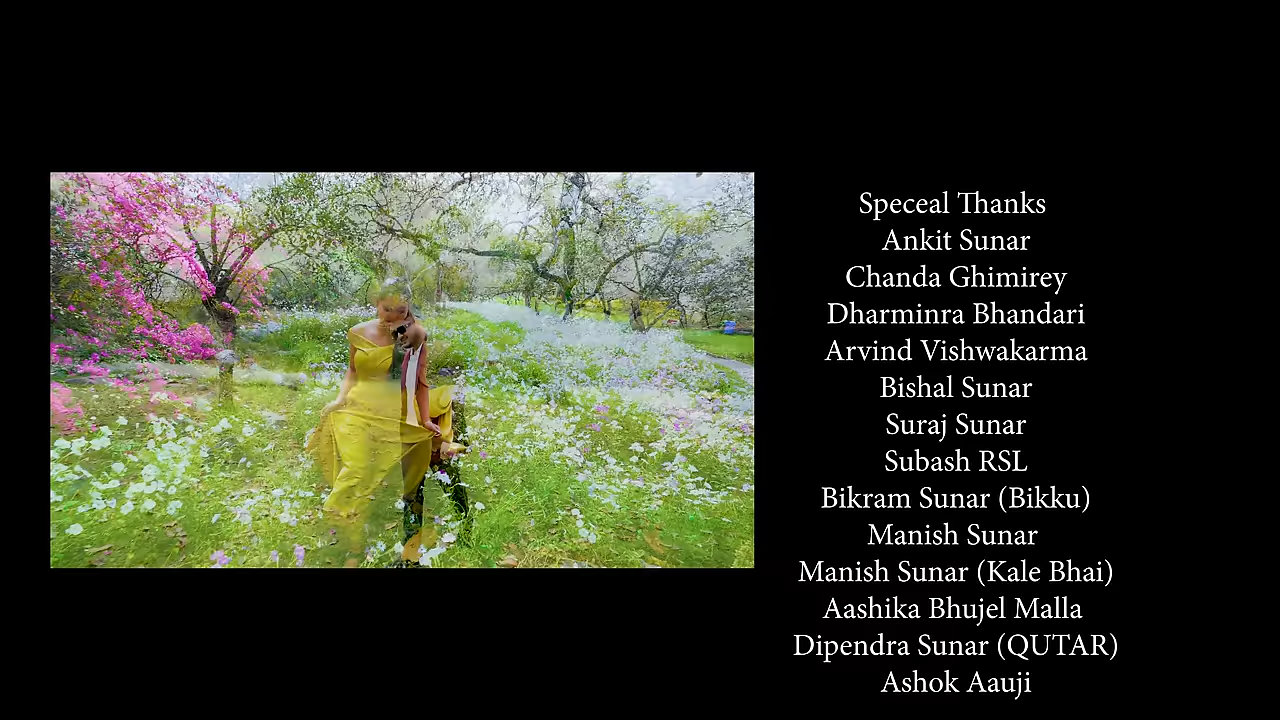 Speceal Thanks
Ankit Sunar
Chanda Ghimirey
Dharminra Bhandari
Arvind Vishwakarma
Bishal Sunar
Suraj Sunar
Subash RSL
Bikram Sunar (Bikku)
Manish Sunar
Manish Sunar (Kale Bhai)
Aashika Bhujel Malla
Dipendra Sunar (QUTAR)
Ashok Aauji